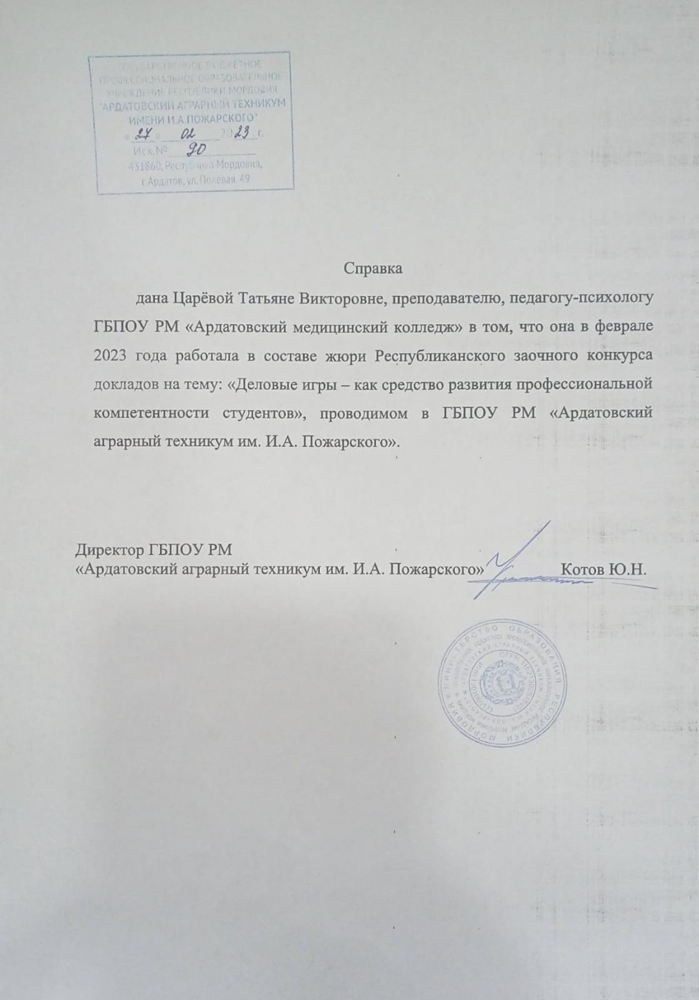 ГОСУДАРСТВЕННОЕ БЮДЖЕТНОЕ
ПРОФЕССИОНАЛЬНОЕ ОБРАЗОВАТЕЛЬНОЕ
УЧРЕЖДЕНИЕ РЕСПУБЛИКИ МОРДОВИЯ
"АРДАТОВСКИЙ АГРАРНЫЙ ТЕХНИКУМ
ИМЕНИ И.А.ПОЖАРСКОГО"
«27» 02 2023 г.
Исх.№ 90
431860, Республика Мордовия,
г.Ардатов, ул. Полевая, 49
Справка
дана Царёвой Татьяне Викторовне, преподавателю, педагогу-психологу
ГБПОУ РМ «Ардатовский медицинский колледж» в том, что она в феврале
2023 года работала в составе жюри Республиканского заочного конкурса
докладов на тему: «Деловые игры – как средство развития профессиональной
компетентности студентов», проводимом в ГБПОУ РМ «Ардатовский
аграрный техникум им. И.А. Пожарского».
Директор ГБПОУ РМ
«Ардатовский аграрный техникум им. И.А. Пожарского» Котов Ю.Н.
МИНИСТЕРСТВО ОБРАЗОВАНИЯ РЕСПУБЛИКИ МОРДОВИЯ